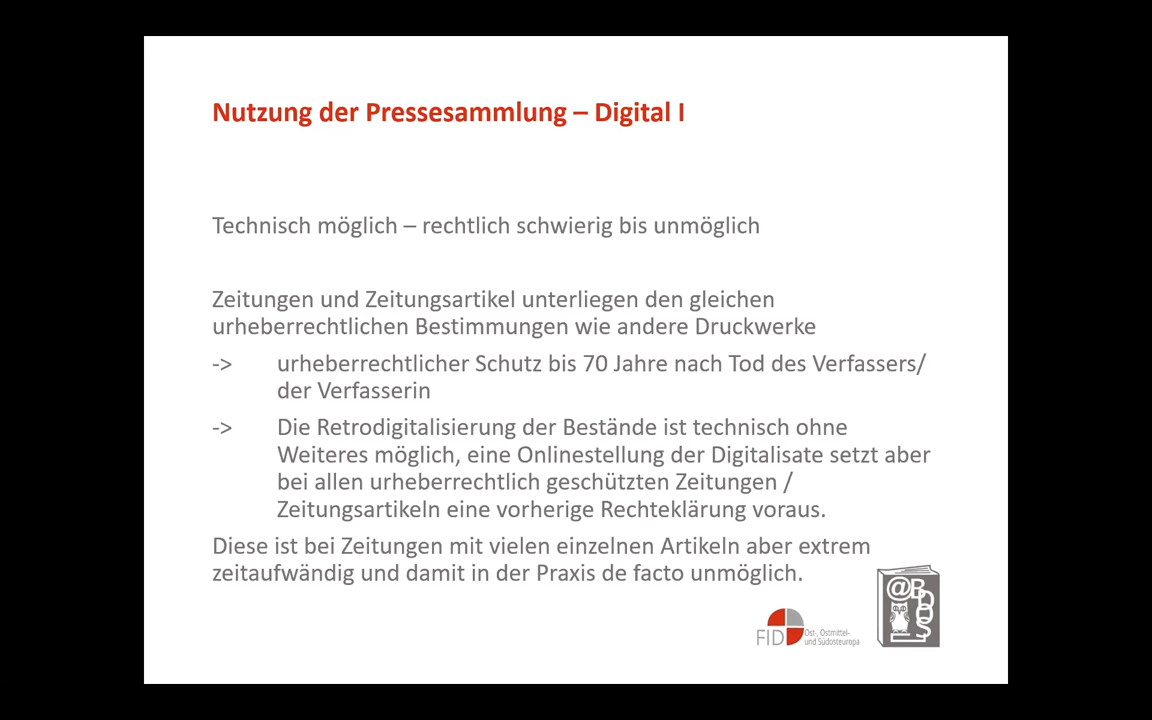 Nutzung der Pressesammlung – Digital I
Technisch möglich – rechtlich schwierig bis unmöglich
Zeitungen und Zeitungsartikel unterliegen den gleichen
urheberrechtlichen Bestimmungen wie andere Druckwerke
-> urheberrechtlicher Schutz bis 70 Jahre nach Tod des Verfassers/
der Verfasserin
-> Die Retrodigitalisierung der Bestände ist technisch ohne
Weiteres möglich, eine Onlinestellung der Digitalisate setzt aber
bei allen urheberrechtlich geschützten Zeitungen /
Zeitungsartikeln eine vorherige Rechteklärung voraus.
Diese ist bei Zeitungen mit vielen einzelnen Artikeln aber extrem
zeitaufwändig und damit in der Praxis de facto unmöglich.
FID Ost-, Ostmittel-
und Südosteuropa
@BDOS